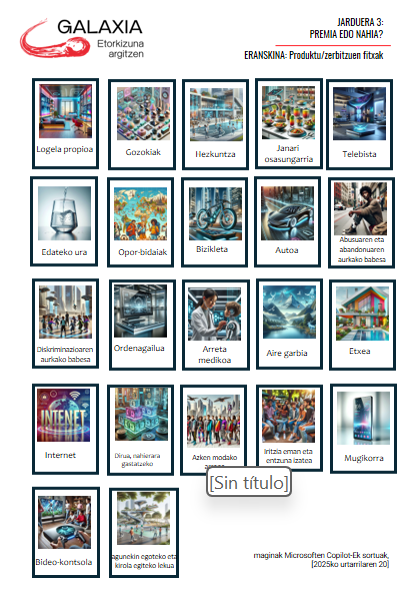 GALAXIA
Etorkizuna
argitzen
JARDUERA 3:
PREMIA EDO NAHIA?
ERANSKINA: Produktu/zerbitzuen fitxak
Logela propioa
Gozokiak
Hezkuntza
Janari
osasungarria
Telebista
Edateko ura
Opor-bidaiak
Bizikleta
Autoa
Abusuaren eta
abandonuaren
aurkako babesa
Diskriminazioaren
aurkako babesa
Ordenagailua
Arreta
medikoa
Aire garbia
Etxea
INTERNET
Internet
Dirua, nahierara
gastatzeko
Azken modako
Iritzia eman eta
entzuna izatea
Mugikorra
[Sin título]
Bideo-kontsola
agunekin egoteko eta
kirola egiteko lekua
maginak Microsoften Copilot-Ek sortuak,
[2025ko urtarrilaren 20]